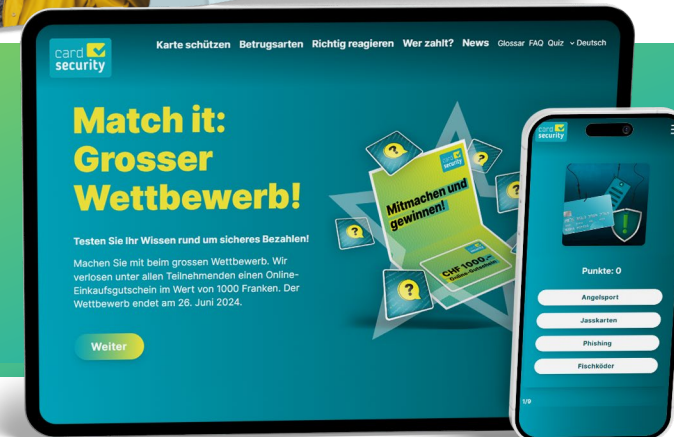 card
security
Karte schützen Betrugsarten Richtig reagieren Wer zahlt? News Glossar FAQ Quiz Deutsch
Match it:
Grosser
Wettbewerb!
Testen Sie Ihr Wissen rund um sicheres Bezahlen!
Machen Sie mit beim grossen Wettbewerb. Wir
verlosen unter allen Teilnehmenden einen Online-
Einkaufsgutschein im Wert von 1000 Franken. Der
Wettbewerb endet am 26. Juni 2024.
Weiter
?
?
?
?
?
?
card
security
Mitmachen und
gewinnen!
CHF 1000.–
Online-Gutschein
card
security
Punkte: 0
Angelsport
Jasskarten
Phishing
Fischköder
1/9